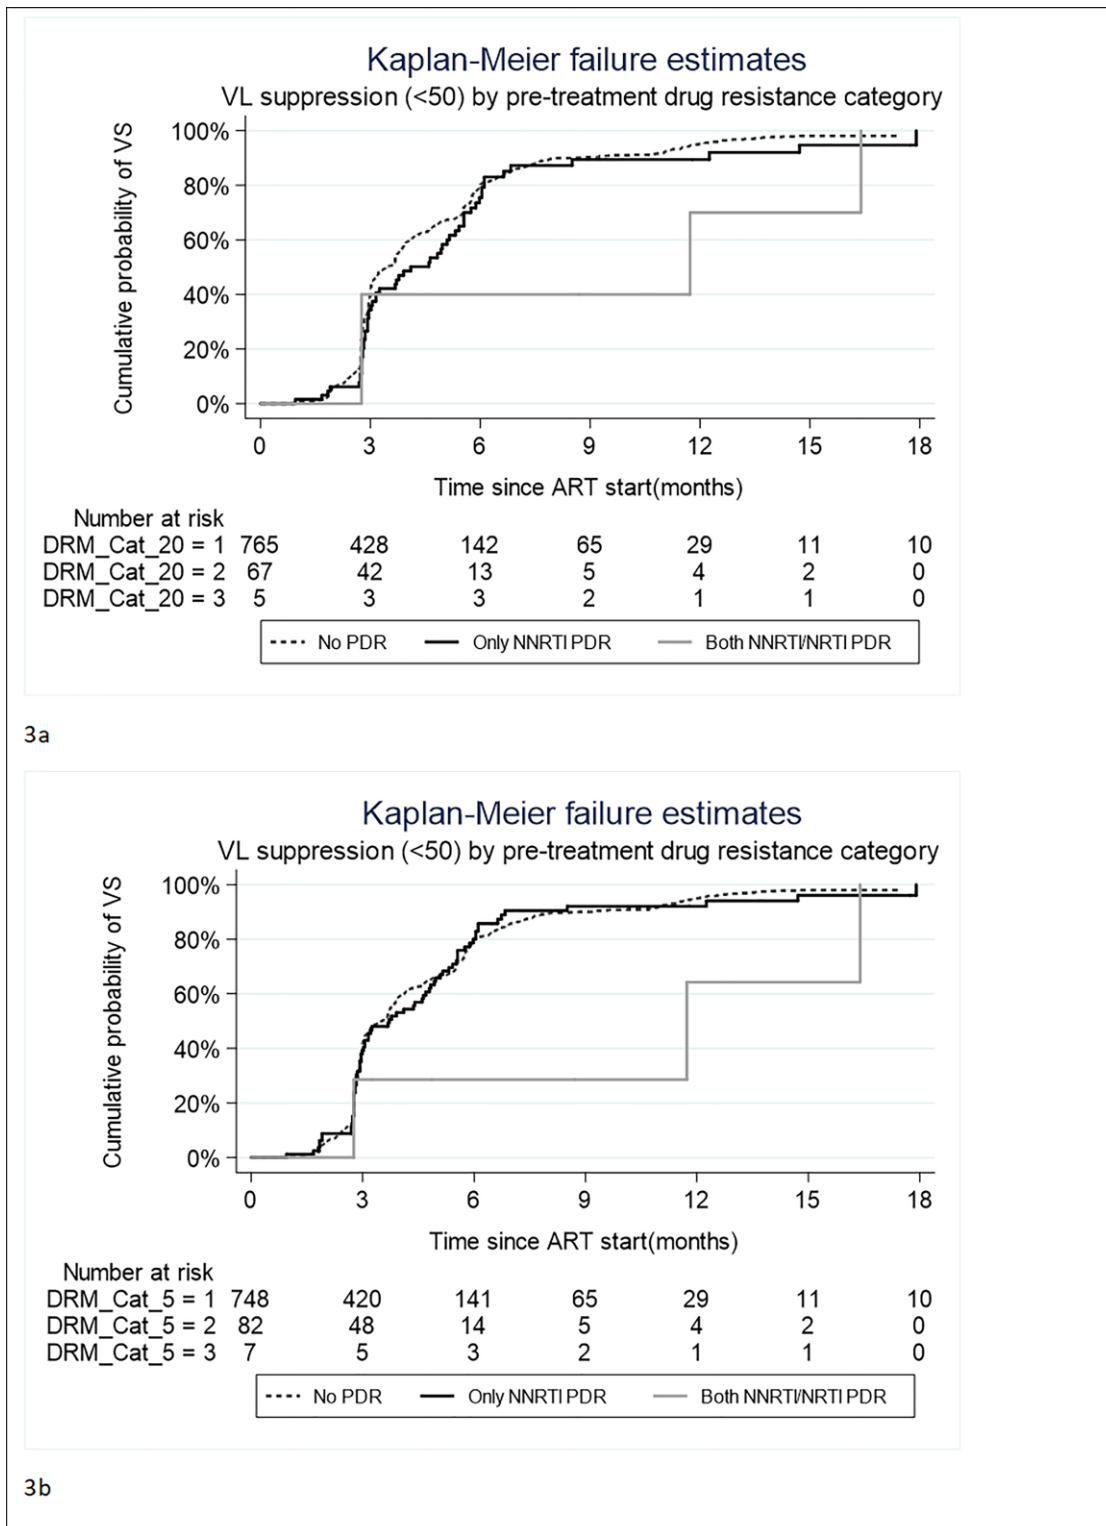 Kaplan-Meier failure estimates
VL suppression (<50) by pre-treatment drug resistance category
Cumulative probability of VS
100%
80%
60%
40%
20%
0%
0 3 6 9 12 15 18
Time since ART start(months)
Number at risk
DRM_Cat_20 = 1 765 428 142 65 29 11 10
DRM_Cat_20 = 2 67 42 13 5 4 2 0
DRM_Cat_20 = 3 5 3 3 2 1 1 0
No PDR Only NNRTI PDR Both NNRTI/NRTI PDR
3a
Kaplan-Meier failure estimates
VL suppression (<50) by pre-treatment drug resistance category
Cumulative probability of VS
100%
80%
60%
40%
20%
0%
0 3 6 9 12 15 18
Time since ART start(months)
Number at risk
DRM_Cat_5 = 1 748 420 141 65 29 11 10
DRM_Cat_5 = 2 82 48 14 5 4 2 0
DRM_Cat_5 = 3 7 5 3 2 1 1 0
No PDR Only NNRTI PDR Both NNRTI/NRTI PDR
3b